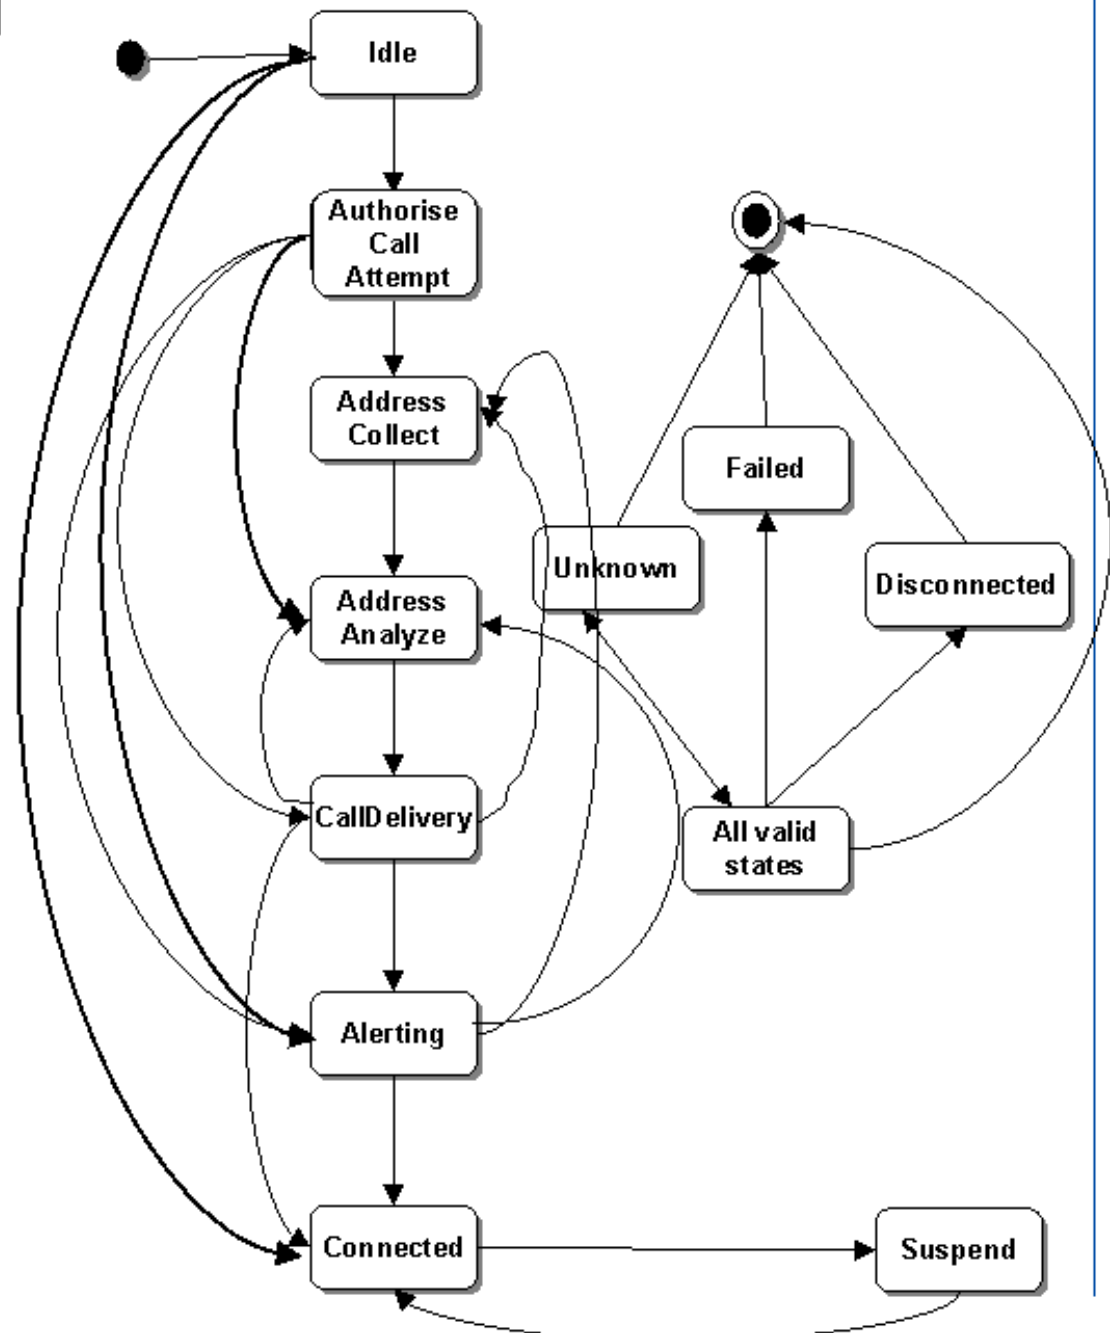 Idle
Authorise
Call
Attempt
Address
Collect
Failed
Unknown
Disconnected
Address
Analyze
CallDelivery
All valid
states
Alerting
Connected
Suspend